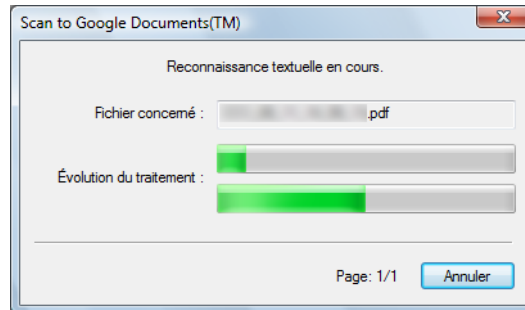 Scan to Google Documents(TM)
Reconnaissance textuelle en cours.
Fichier concerné : .pdf
Évolution du traitement :
Page: 1/1 Annuler